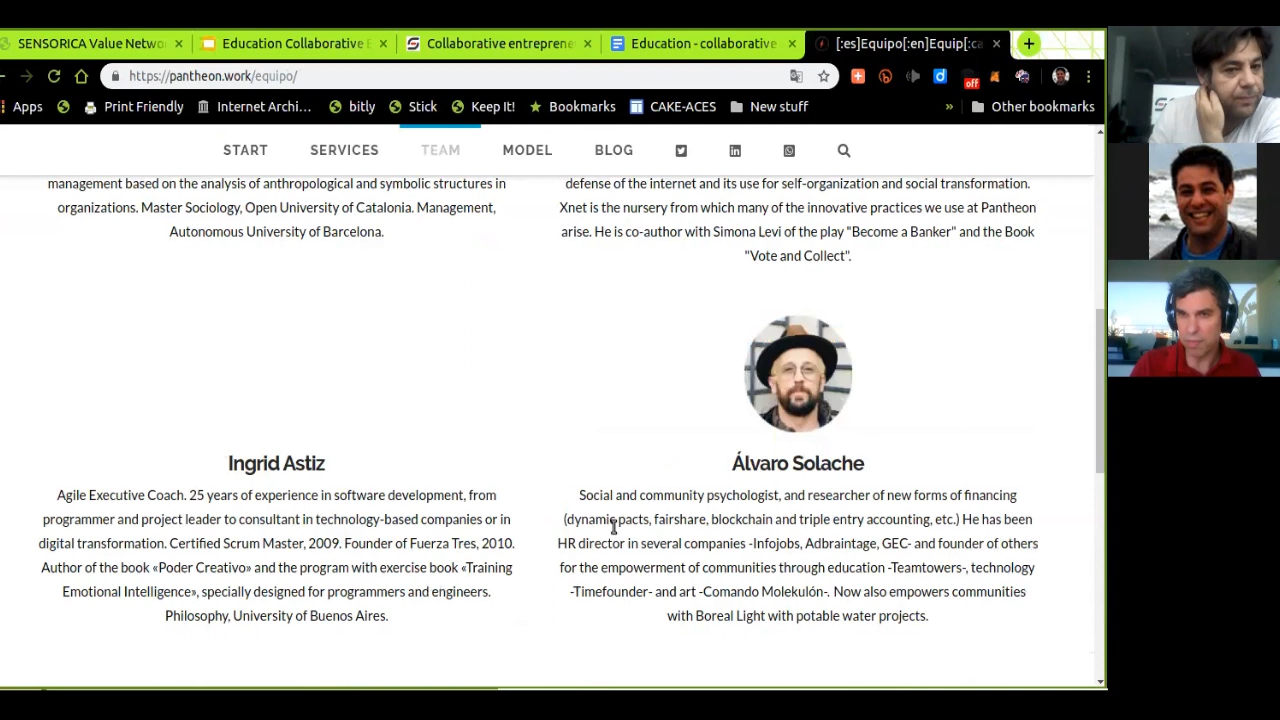 SENSORICA Value Netwo
Education Collaborative E
Collaborative entreprene
Education - collaborative
[:es]Equipo[:en]Equip[:ca
https://pantheon.work/equipo/
off
Apps
Print Friendly
Internet Archi...
bitly
Stick
Keep It!
Bookmarks
CAKE-ACES
New stuff
»
Other bookmarks
START
SERVICES
TEAM
MODEL
BLOG
management based on the analysis of anthropological and symbolic structures in
organizations. Master Sociology, Open University of Catalonia. Management,
Autonomous University of Barcelona.
defense of the internet and its use for self-organization and social transformation.
Xnet is the nursery from which many of the innovative practices we use at Pantheon
arise. He is co-author with Simona Levi of the play "Become a Banker" and the Book
"Vote and Collect".
Ingrid Astiz
Agile Executive Coach. 25 years of experience in software development, from
programmer and project leader to consultant in technology-based companies or in
digital transformation. Certified Scrum Master, 2009. Founder of Fuerza Tres, 2010.
Author of the book «Poder Creativo» and the program with exercise book «Training
Emotional Intelligence», specially designed for programmers and engineers.
Philosophy, University of Buenos Aires.
Álvaro Solache
Social and community psychologist, and researcher of new forms of financing
(dynamic pacts, fairshare, blockchain and triple entry accounting, etc.) He has been
HR director in several companies -Infojobs, Adbraintage, GEC- and founder of others
for the empowerment of communities through education -Teamtowers-, technology
-Timefounder- and art -Comando Molekulón-. Now also empowers communities
with Boreal Light with potable water projects.